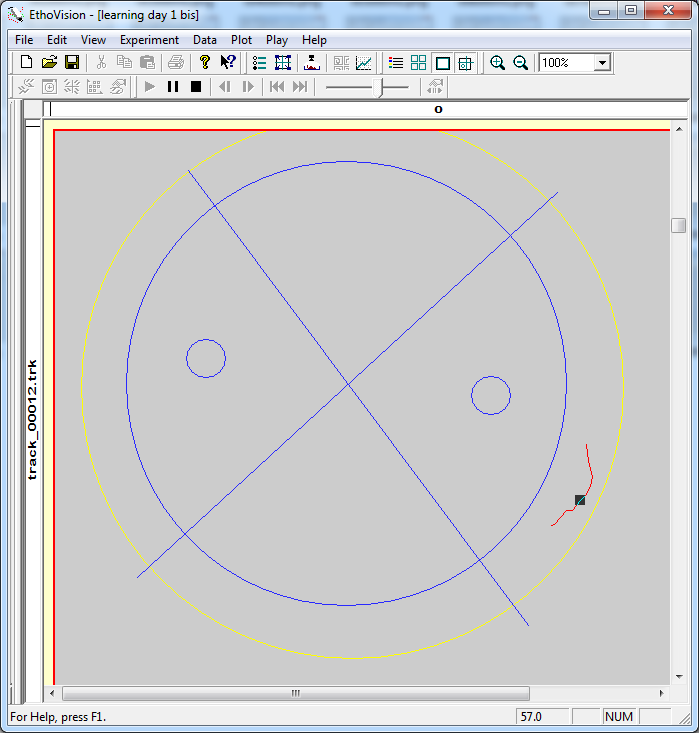 EthoVision - [learning day 1 bis]
File Edit View Experiment Data Plot Play Help
100%
O
track_00012.trk
For Help, press F1.
57.0
NUM